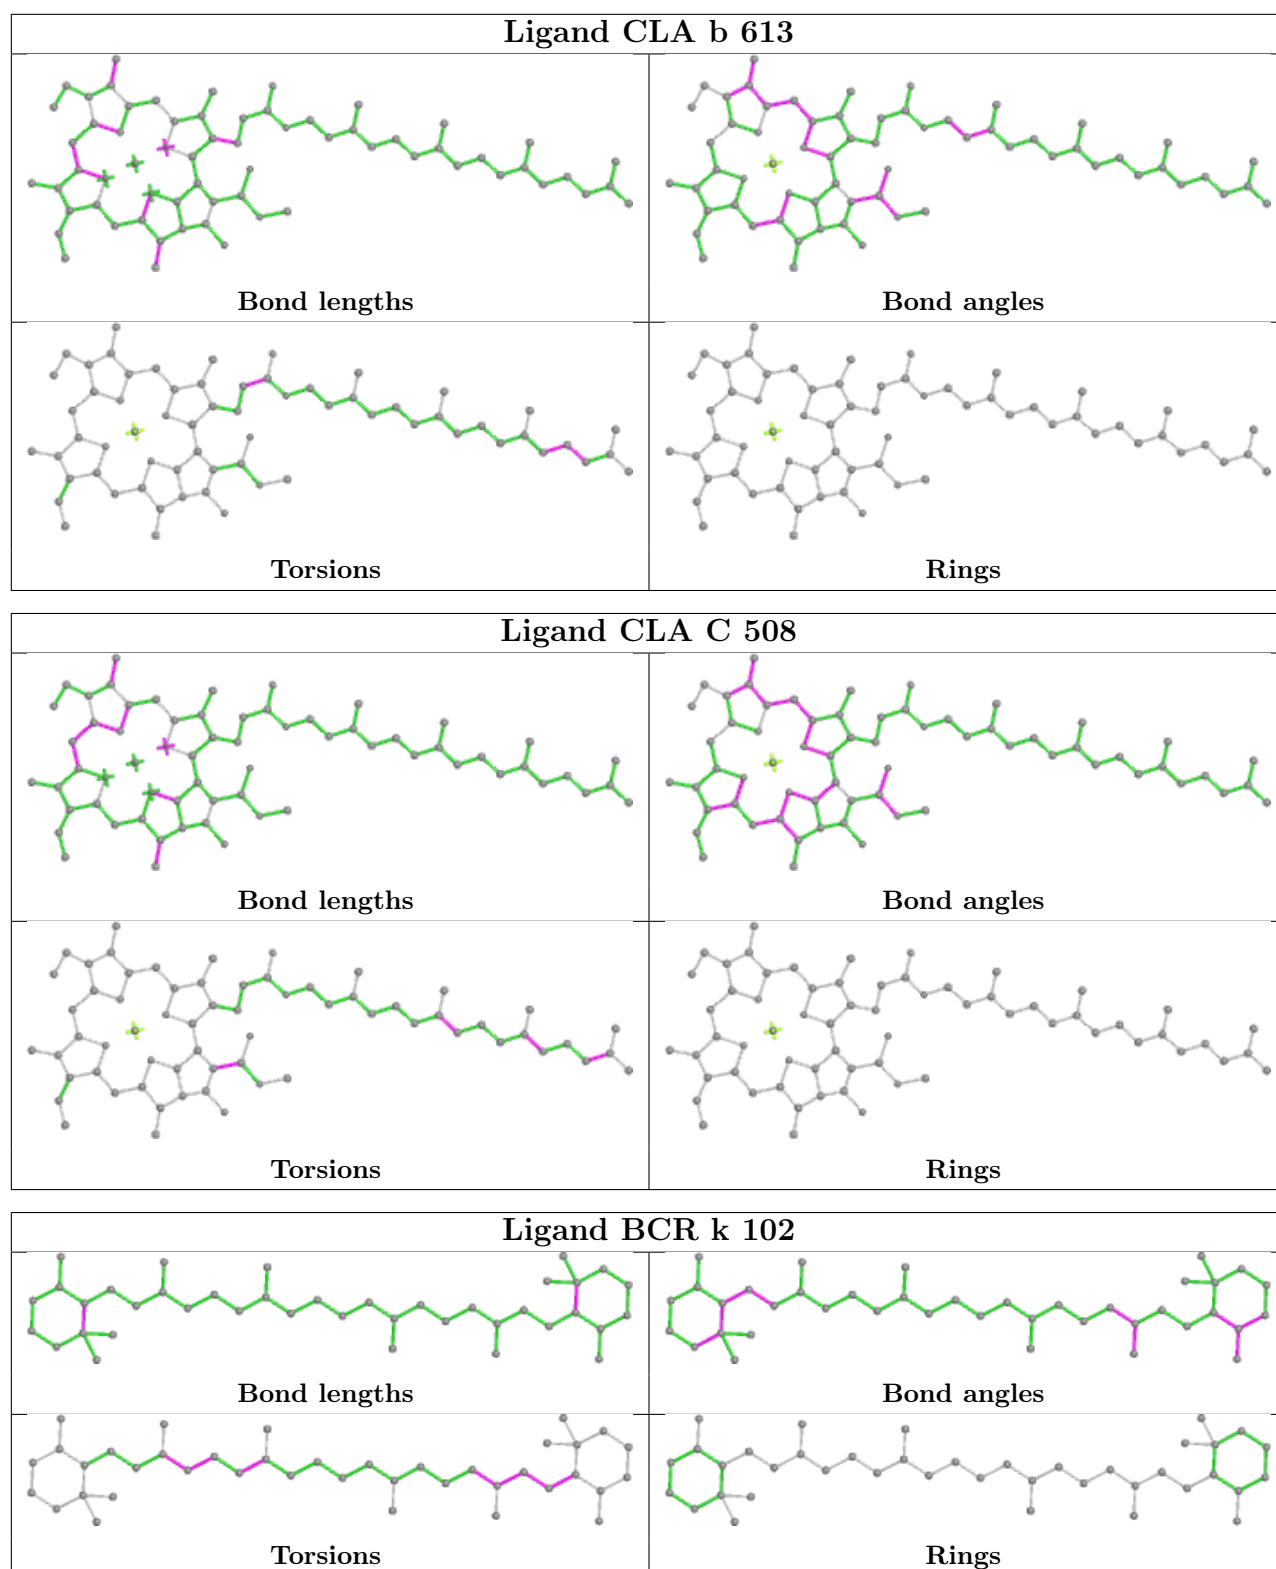 Ligand CLA b 613
Bond lengths
Bond angles
Torsions
Rings
Ligand CLA C 508
Bond lengths
Bond angles
Torsions
Rings
Ligand BCR k 102
Bond lengths
Bond angles
Torsions
Rings